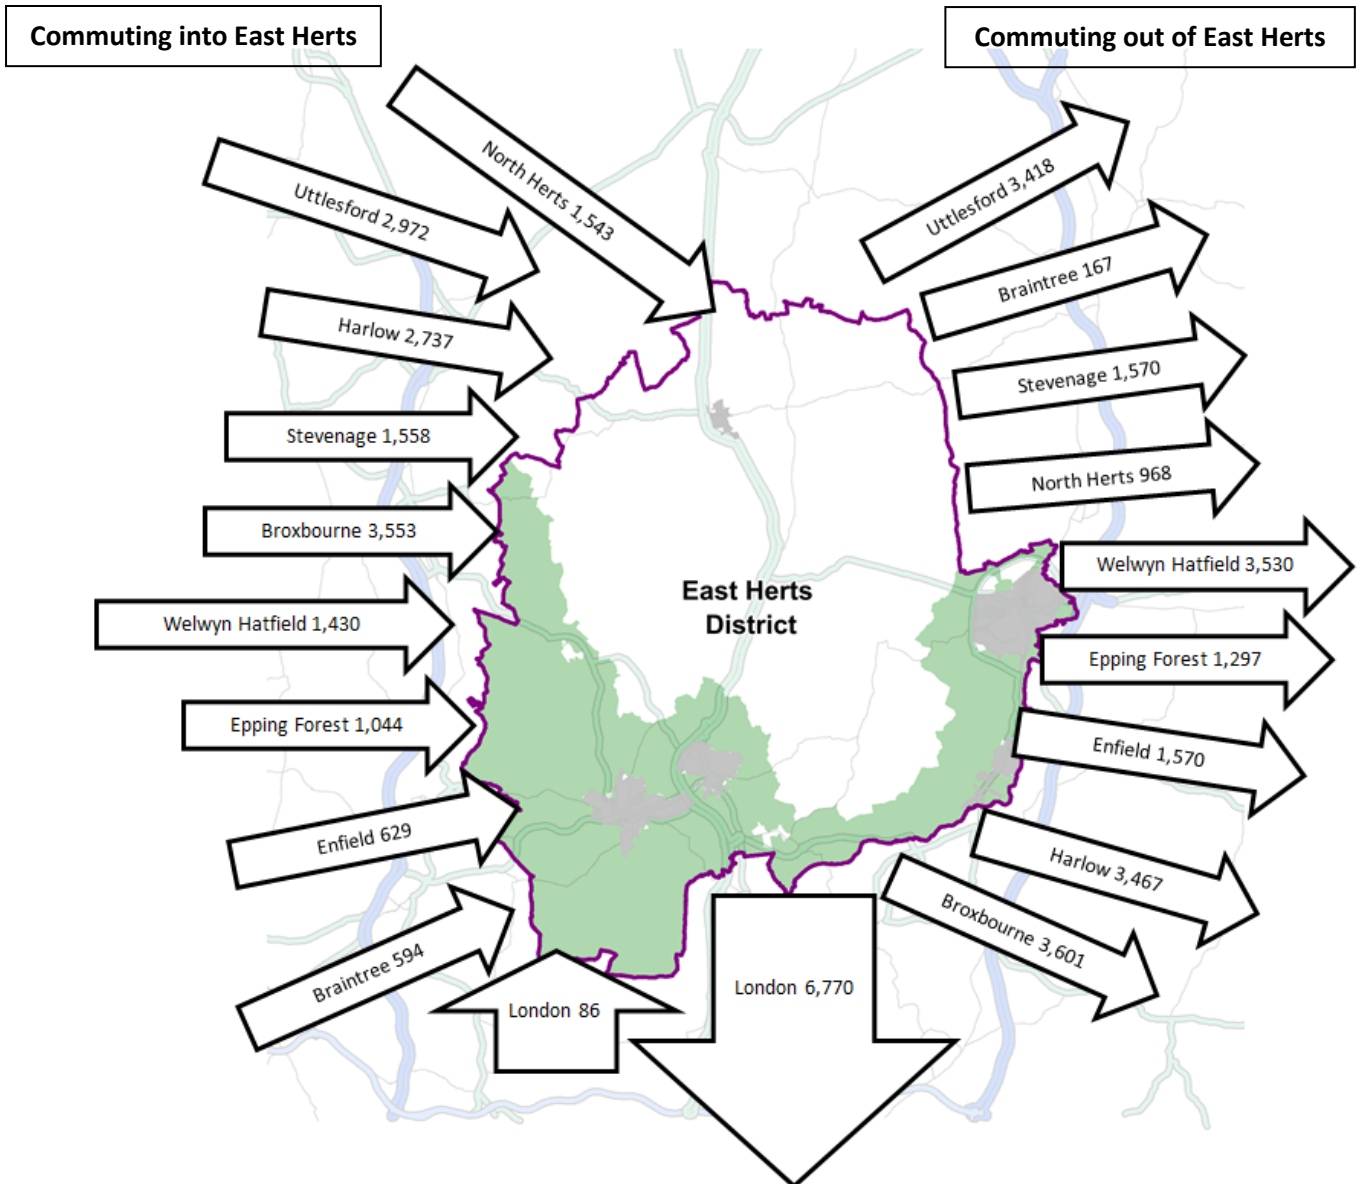 Commuting into East Herts
Commuting out of East Herts
North Herts 1,543
Uttlesford 2,972
Harlow 2,737
Stevenage 1,558
Broxbourne 3,553
Welwyn Hatfield 1,430
Epping Forest 1,044
Enfield 629
Braintree 594
London 86
East Herts
District
Uttlesford 3,418
Braintree 167
Stevenage 1,570
North Herts 968
Welwyn Hatfield 3,530
Epping Forest 1,297
Enfield 1,570
Harlow 3,467
Broxbourne 3,601
London 6,770